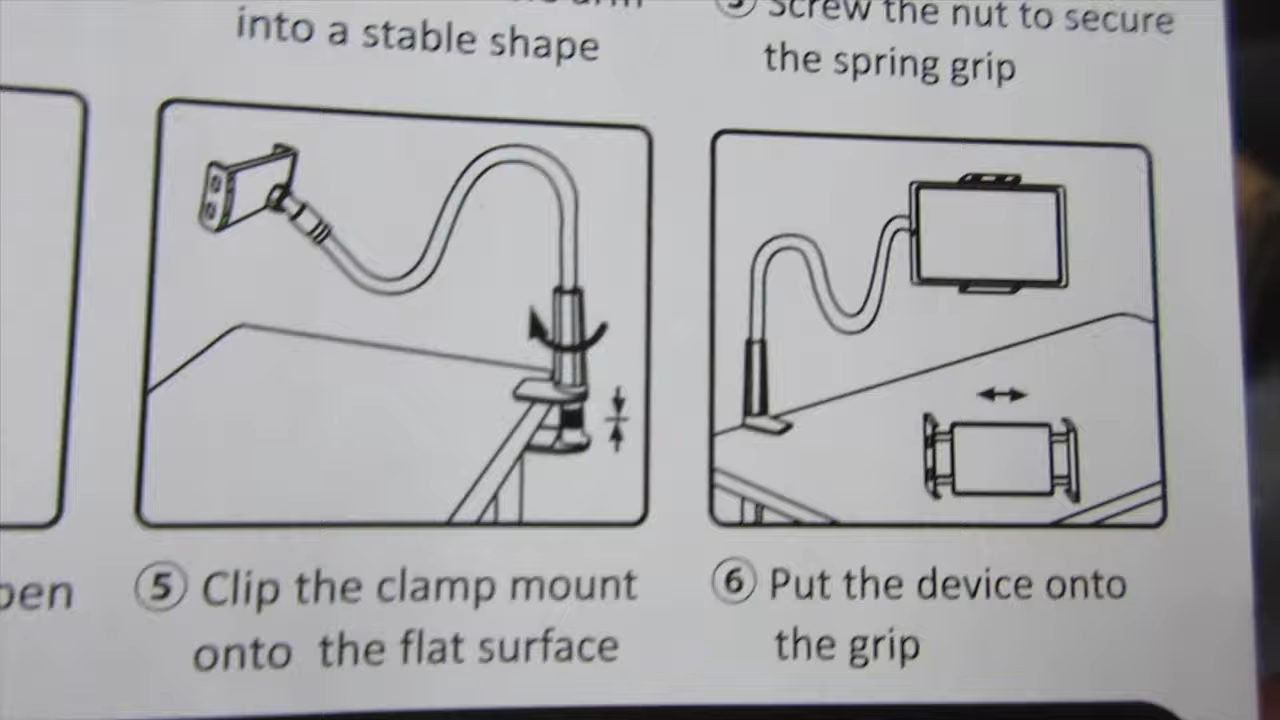 into a stable shape
③ Screw the nut to secure
the spring grip
⑤ Clip the clamp mount
onto the flat surface
⑥ Put the device onto
the grip